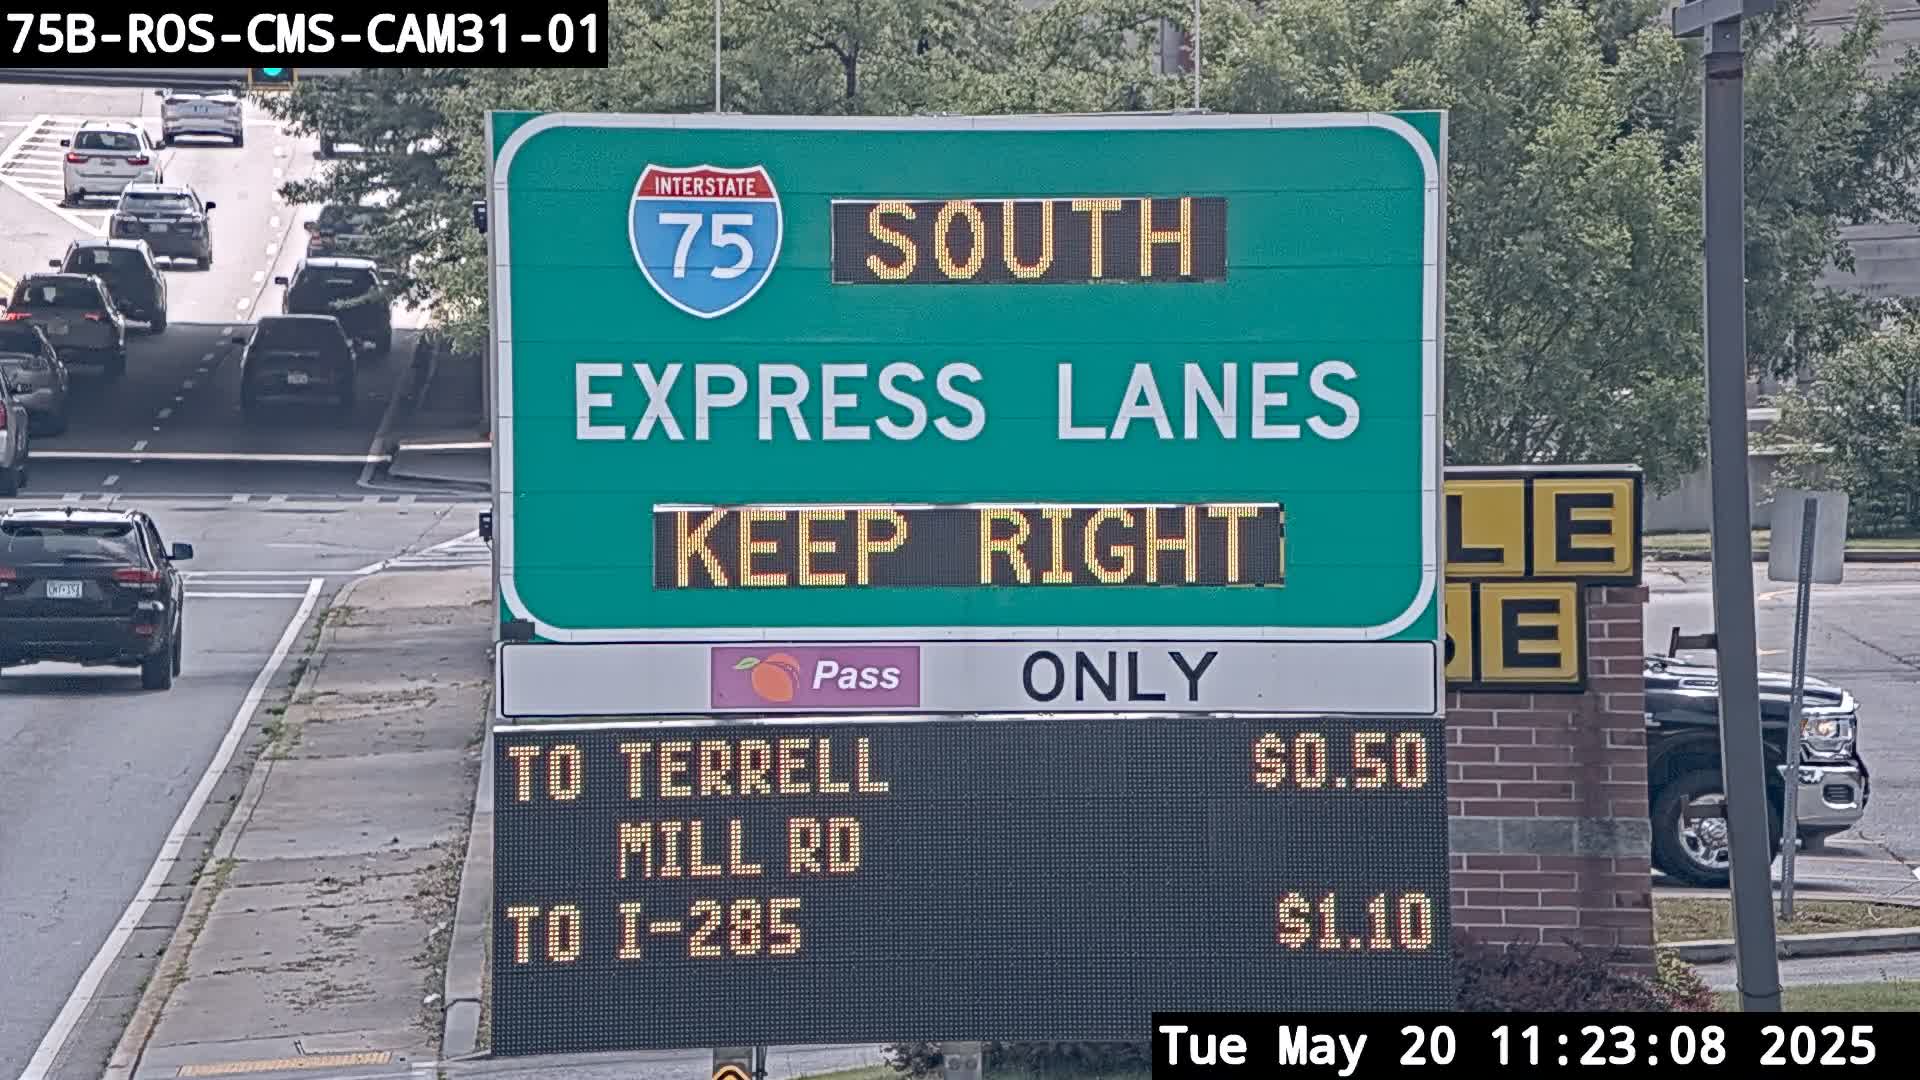 75B-ROS-CMS-CAM31-01
INTERSTATE
75
SOUTH
EXPRESS LANES
KEEP RIGHT
Pass ONLY
TO TERRELL $0.50
MILL RD
TO I-285 $1.10
LE
E
Tue May 20 11:23:08 2025